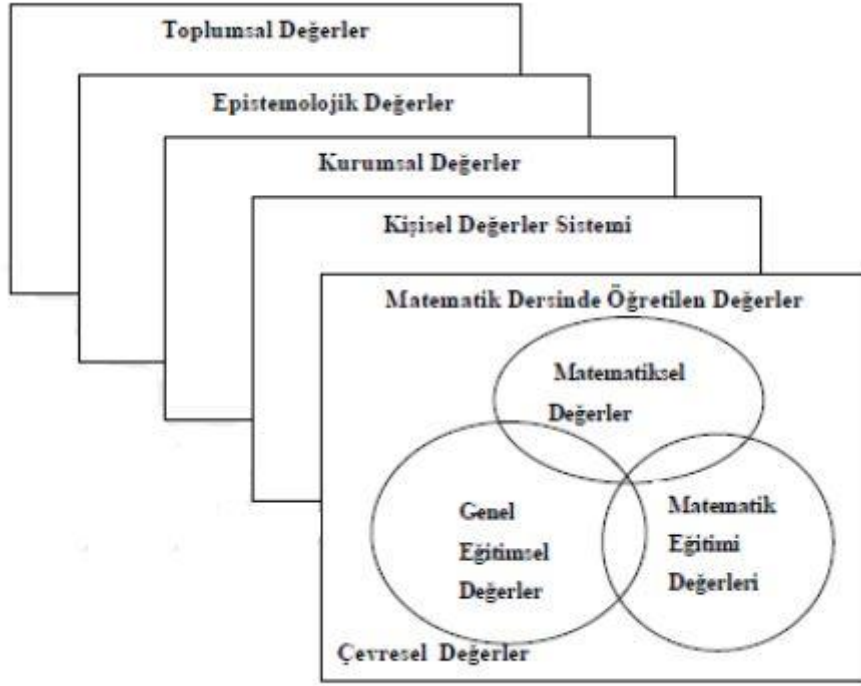 Toplumsal Değerler
Epistemolojik Değerler
Kurumsal Değerler
Kişisel Değerler Sistemi
Matematik Dersinde Öğretilen Değerler
Matematiksel
Değerler
Genel
Eğitimsel
Değerler
Matematik
Eğitimi
Değerleri
Çevresel Değerler